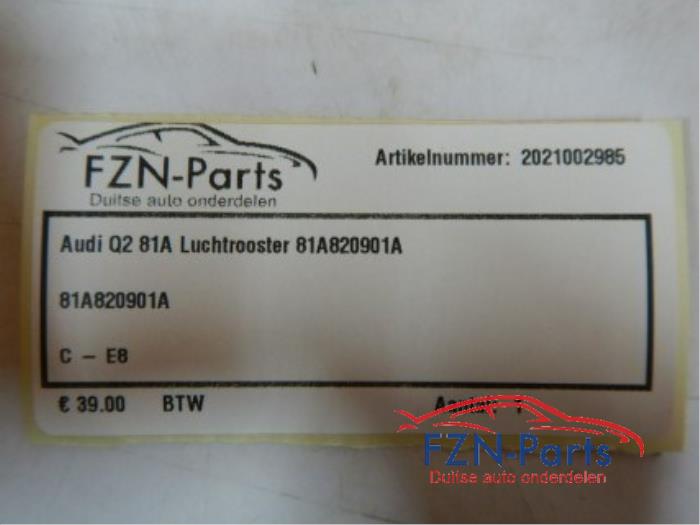 FZN-Parts
Duitse auto onderdelen
Artikelnummer: 2021002985
Audi Q2 81A Luchtrooster 81A820901A
81A820901A
C – E8
€ 39.00 BTW
FZN-Parts
Duitse auto onderdelen